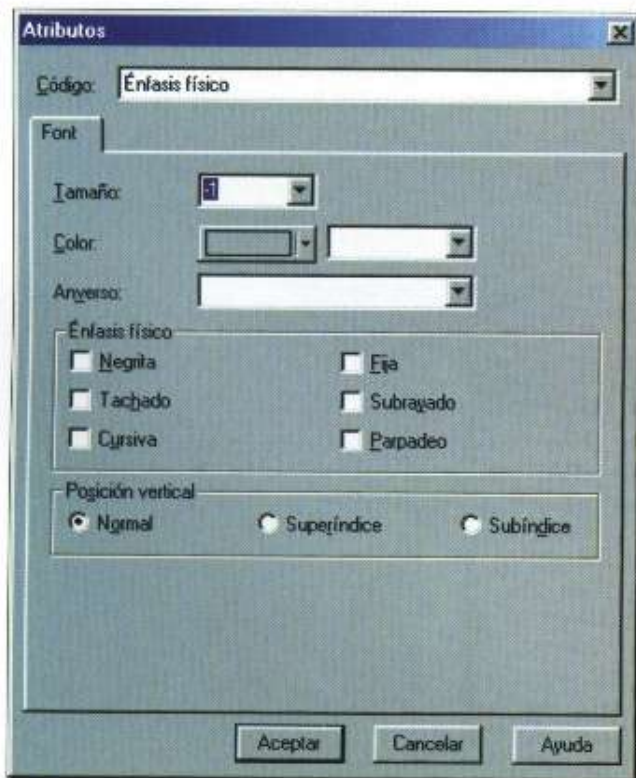 Atributos
Código: Énfasis físico
Font
Tamaño: -1
Color:
Anverso:
Énfasis físico
Negrita Fija
Tachado Subrayado
Cursiva Parpadeo
Posición vertical
Normal Superíndice Subíndice
Aceptar Cancelar Ayuda